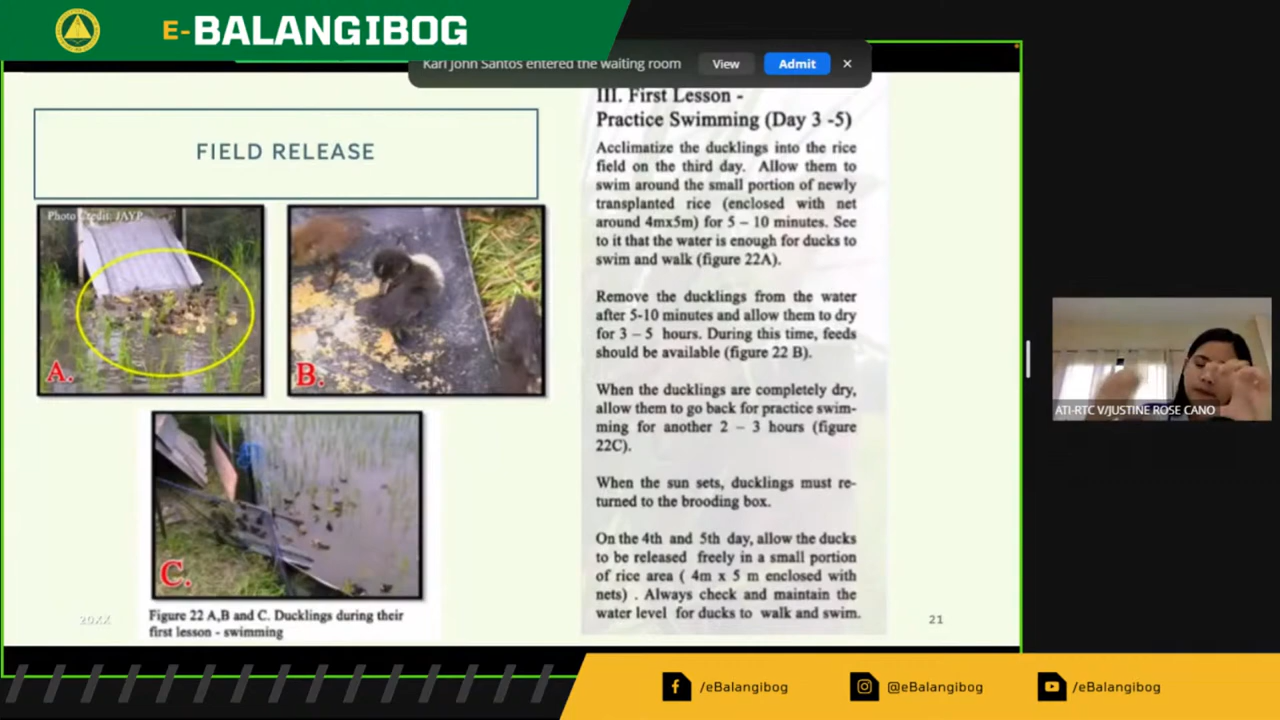 E-BALANGIBOG
Karl John Santos entered the waiting room
View
Admit
FIELD RELEASE
Photo Credit: JAYP
A.
B.
C.
Figure 22 A,B and C. Ducklings during their
first lesson - swimming
20XX
III. First Lesson -
Practice Swimming (Day 3 -5)
Acclimatize the ducklings into the rice
field on the third day. Allow them to
swim around the small portion of newly
transplanted rice (enclosed with net
around 4mx5m) for 5 – 10 minutes. See
to it that the water is enough for ducks to
swim and walk (figure 22A).
Remove the ducklings from the water
after 5-10 minutes and allow them to dry
for 3 – 5 hours. During this time, feeds
should be available (figure 22 B).
When the ducklings are completely dry,
allow them to go back for practice swim-
ming for another 2 – 3 hours (figure
22C).
When the sun sets, ducklings must re-
turned to the brooding box.
On the 4th and 5th day, allow the ducks
to be released freely in a small portion
of rice area ( 4m x 5 m enclosed with
nets) . Always check and maintain the
water level for ducks to walk and swim.
21
ATI-RTC V/JUSTINE ROSE CANO
/eBalangibog
@eBalangibog
/eBalangibog